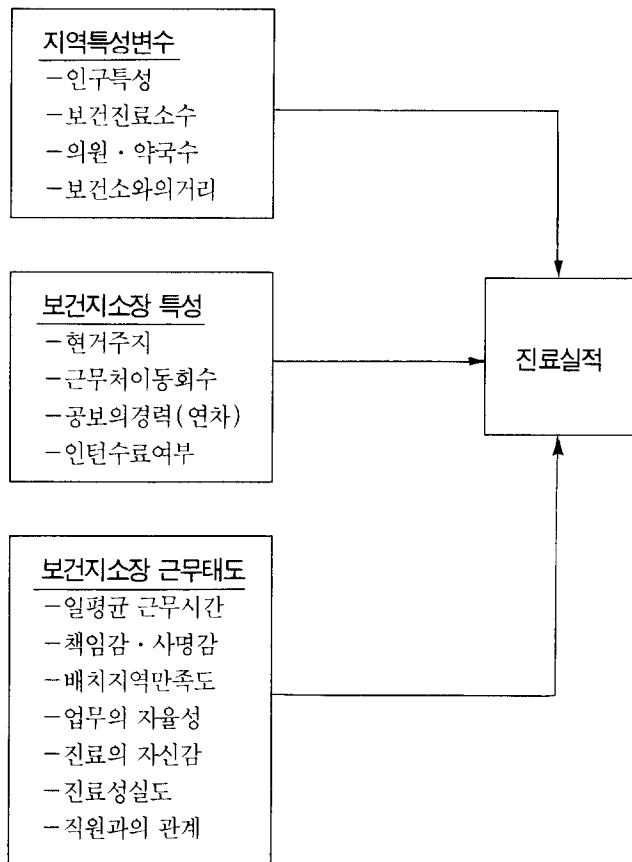 지역특성변수
-인구특성
-보건진료소수
-의원·약국수
-보건소와의거리
보건지소장 특성
-현거주지
-근무처이동회수
-공보의경력(연차)
-인턴수료여부
진료실적
보건지소장 근무태도
-일평균 근무시간
-책임감·사명감
-배치지역만족도
-업무의 자율성
-진료의 자신감
-진료성실도
-직원과의 관계